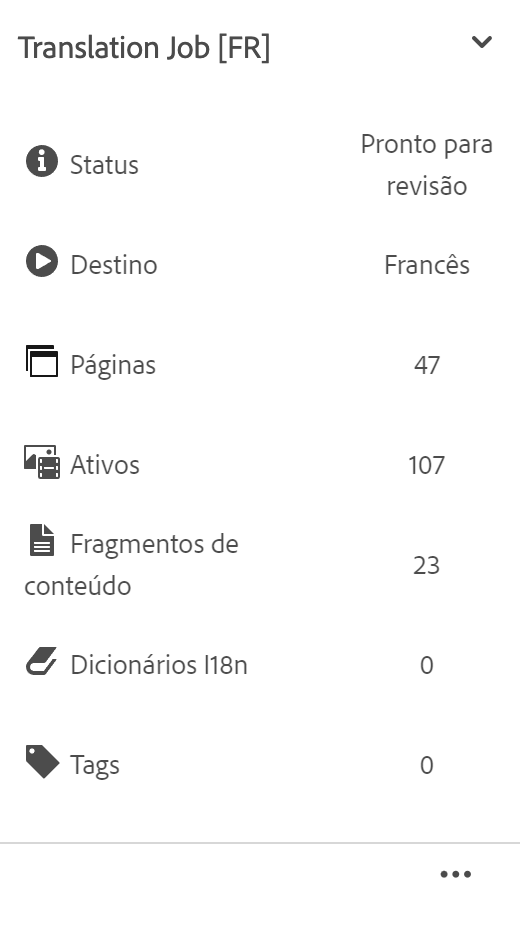 Translation Job [FR]
Status
Pronto para
revisão
Destino
Francês
Páginas
47
Ativos
107
Fragmentos de
conteúdo
23
Dicionários I18n
0
Tags
0